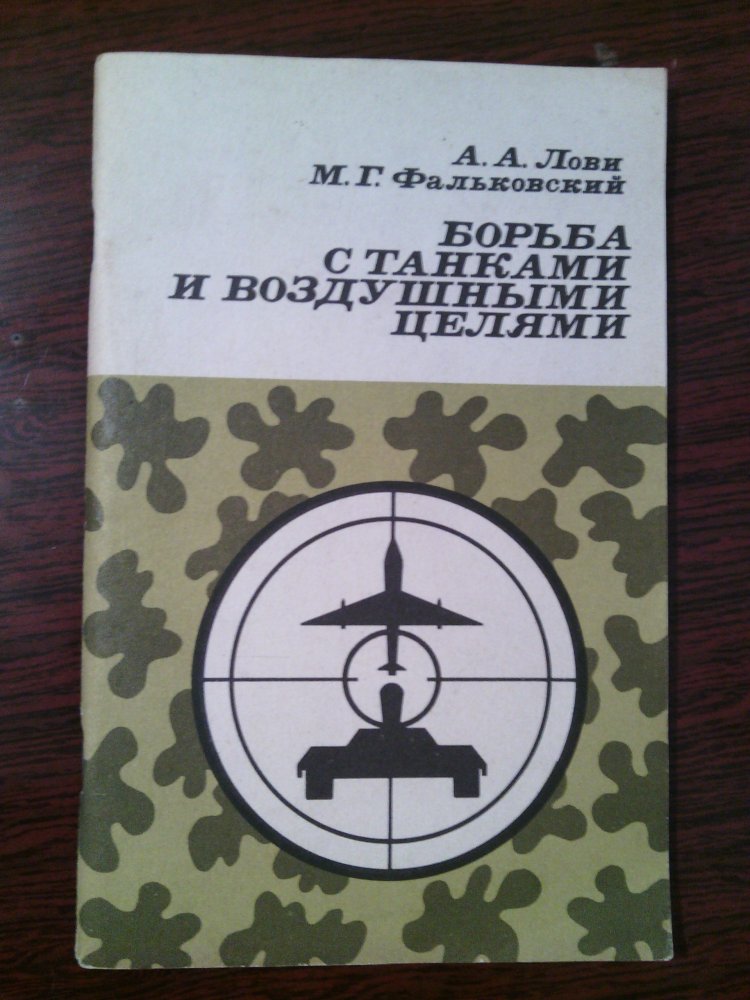 А. А. Лови
М. Г. Фальковский
БОРЬБА
С ТАНКАМИ
И ВОЗДУШНЫМИ
ЦЕЛЯМИ